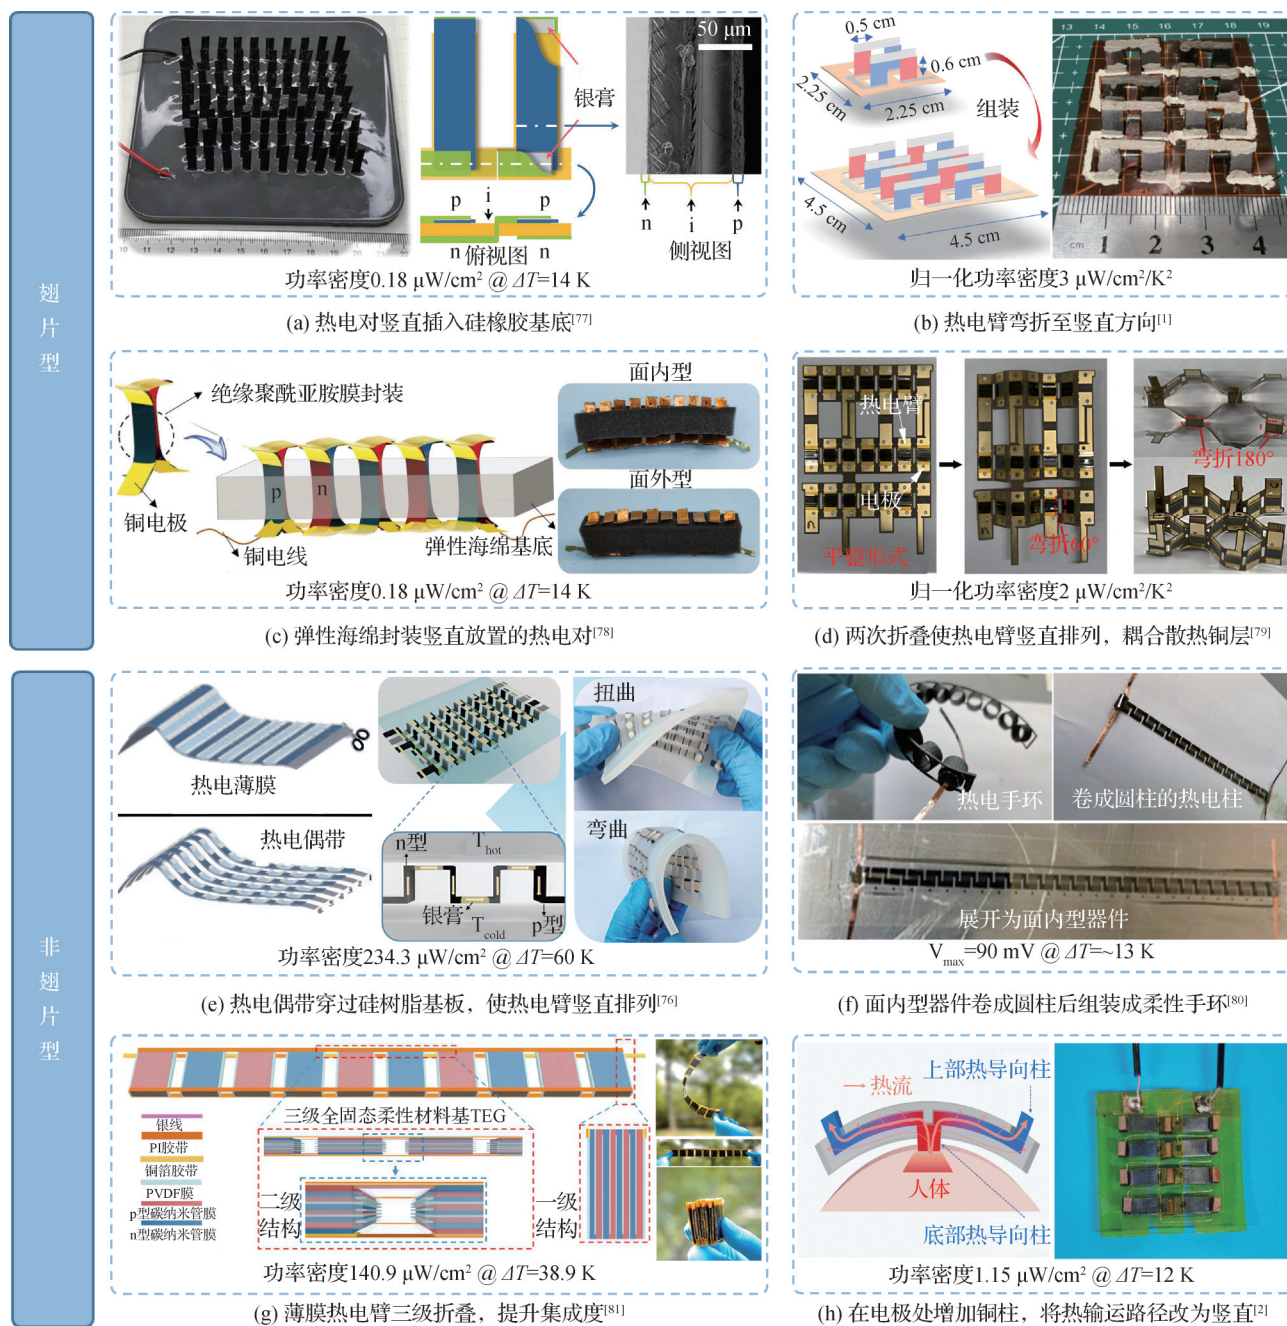 翅片型
50 μm
银膏
p
i
p
n
俯视图
n
n
i
p
侧视图
功率密度0.18 μW/cm² @ ΔT=14 K
(a) 热电对竖直插入硅橡胶基底[77]
0.5 cm
0.6 cm
2.25 cm
2.25 cm
组装
4.5 cm
4.5 cm
13 14 15 16 17 18
cm 1 2 3 4
归一化功率密度3 μW/cm²/K²
(b) 热电臂弯折至竖直方向[1]
绝缘聚酰亚胺膜封装
p
n
铜电极
铜电线
弹性海绵基底
面内型
面外型
功率密度0.18 μW/cm² @ ΔT=14 K
(c) 弹性海绵封装竖直放置的热电对[78]
热电臂
电极
平整形式
弯折60°
弯折180°
归一化功率密度2 μW/cm²/K²
(d) 两次折叠使热电臂竖直排列，耦合散热铜层[79]
非翅片型
热电薄膜
热电偶带
n型
T_hot
银膏
T_cold
p型
扭曲
弯曲
功率密度234.3 μW/cm² @ ΔT=60 K
(e) 热电偶带穿过硅树脂基板，使热电臂竖直排列[76]
热电手环
卷成圆柱的热电柱
展开为面内型器件
V_max=90 mV @ ΔT=~13 K
(f) 面内型器件卷成圆柱后组装成柔性手环[80]
三级全固态柔性材料基TEG
银线
PI胶带
铜箔胶带
PVDF膜
p型碳纳米管膜
n型碳纳米管膜
二级结构
一级结构
功率密度140.9 μW/cm² @ ΔT=38.9 K
(g) 薄膜热电臂三级折叠，提升集成度[81]
热流
上部热导向柱
人体
底部热导向柱
功率密度1.15 μW/cm² @ ΔT=12 K
(h) 在电极处增加铜柱，将热输运路径改为竖直[2]